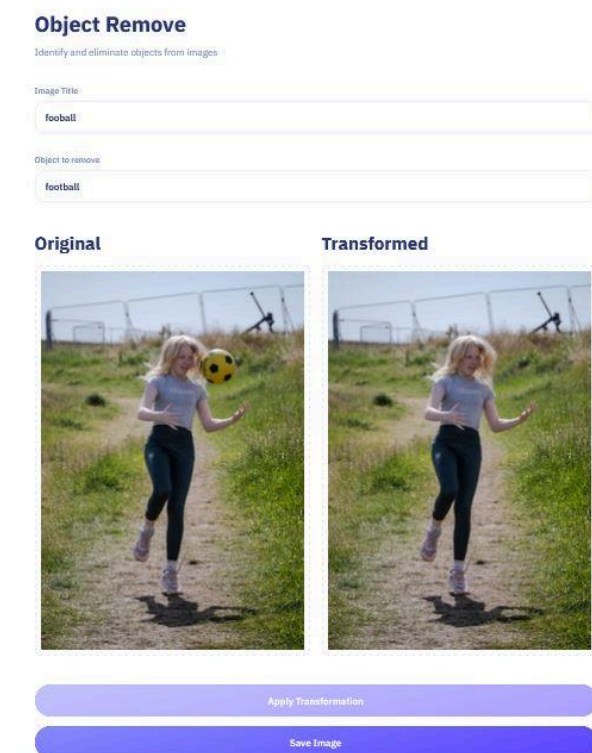 Object Remove
Identify and eliminate objects from images
Image Title
fooball
Object to remove
football
Original
Transformed
Apply Transformation
Save Image